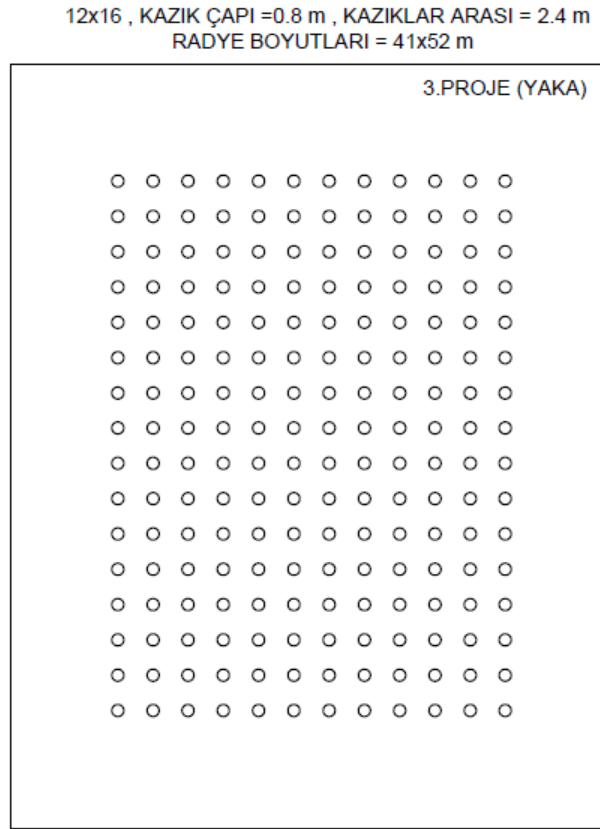 12x16 , KAZIK ÇAPI =0.8 m , KAZIKLAR ARASI = 2.4 m
RADYE BOYUTLARI = 41x52 m
3.PROJE (YAKA)